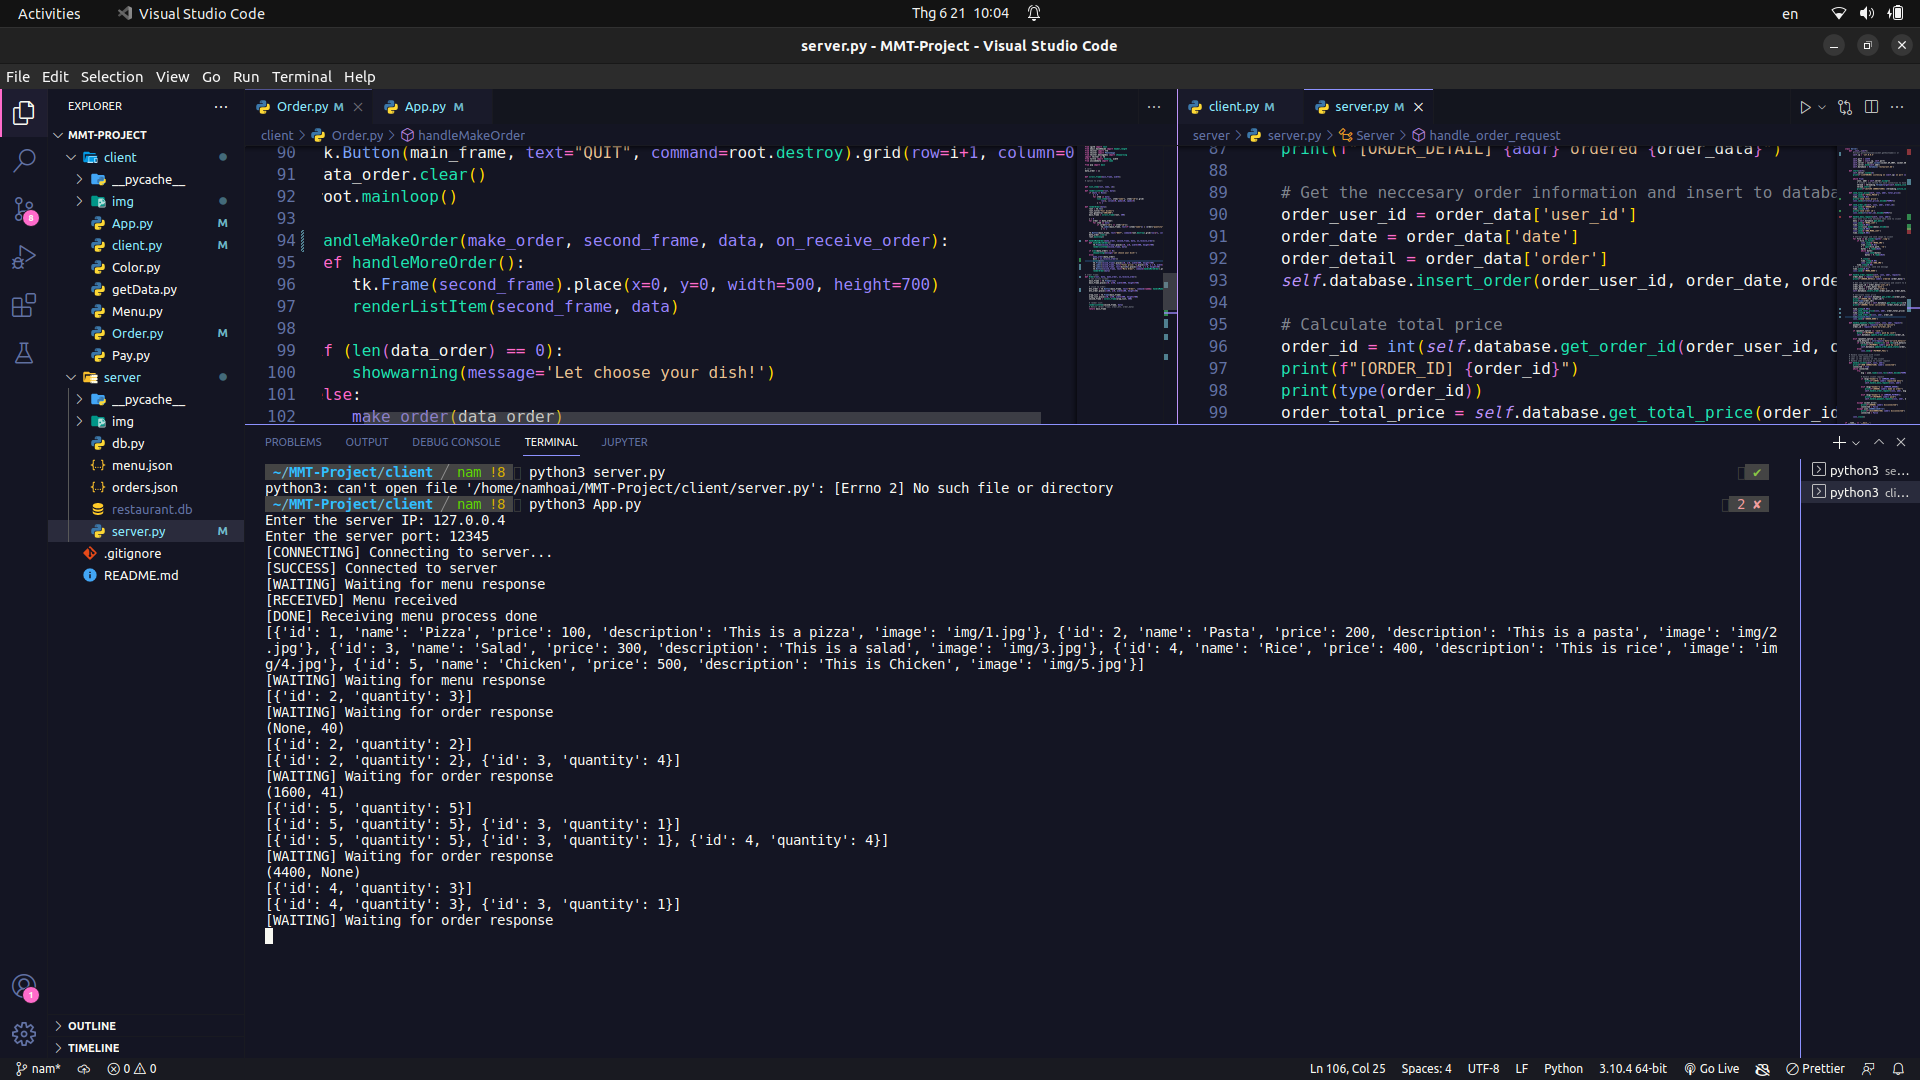 Activities
Visual Studio Code
Thg 6 21 10:04
en
server.py - MMT-Project - Visual Studio Code
File Edit Selection View Go Run Terminal Help
EXPLORER
MMT-PROJECT
client
__pycache__
img
App.py M
client.py M
Color.py
getData.py
Menu.py
Order.py M
Pay.py
server
__pycache__
img
db.py
menu.json
orders.json
restaurant.db
server.py M
.gitignore
README.md
OUTLINE
TIMELINE
8
1
Order.py M
App.py M
client > Order.py > handleMakeOrder
90 k.Button(main_frame, text="QUIT", command=root.destroy).grid(row=i+1, column=0
91 ata_order.clear()
92 oot.mainloop()
93
94 andleMakeOrder(make_order, second_frame, data, on_receive_order):
95 ef handleMoreOrder():
96 tk.Frame(second_frame).place(x=0, y=0, width=500, height=700)
97 renderListItem(second_frame, data)
98
99 f (len(data_order) == 0):
100 showwarning(message='Let choose your dish!')
101 lse:
102 make_order(data_order)
client.py M
server.py M
server > server.py > Server > handle_order_request
87 print(f"[ORDER_DETAIL] {addr} ordered {order_data}")
88
89 # Get the neccesary order information and insert to databa
90 order_user_id = order_data['user_id']
91 order_date = order_data['date']
92 order_detail = order_data['order']
93 self.database.insert_order(order_user_id, order_date, orde
94
95 # Calculate total price
96 order_id = int(self.database.get_order_id(order_user_id, o
97 print(f"[ORDER_ID] {order_id}")
98 print(type(order_id))
99 order_total_price = self.database.get_total_price(order_id
PROBLEMS OUTPUT DEBUG CONSOLE TERMINAL JUPYTER
python3 se...
python3 cli...
~/MMT-Project/client / nam !8 python3 server.py ✔
python3: can't open file '/home/namhoai/MMT-Project/client/server.py': [Errno 2] No such file or directory
~/MMT-Project/client / nam !8 python3 App.py 2 ✘
Enter the server IP: 127.0.0.4
Enter the server port: 12345
[CONNECTING] Connecting to server...
[SUCCESS] Connected to server
[WAITING] Waiting for menu response
[RECEIVED] Menu received
[DONE] Receiving menu process done
[{'id': 1, 'name': 'Pizza', 'price': 100, 'description': 'This is a pizza', 'image': 'img/1.jpg'}, {'id': 2, 'name': 'Pasta', 'price': 200, 'description': 'This is a pasta', 'image': 'img/2
.jpg'}, {'id': 3, 'name': 'Salad', 'price': 300, 'description': 'This is a salad', 'image': 'img/3.jpg'}, {'id': 4, 'name': 'Rice', 'price': 400, 'description': 'This is rice', 'image': 'im
g/4.jpg'}, {'id': 5, 'name': 'Chicken', 'price': 500, 'description': 'This is Chicken', 'image': 'img/5.jpg'}]
[WAITING] Waiting for menu response
[{'id': 2, 'quantity': 3}]
[WAITING] Waiting for order response
(None, 40)
[{'id': 2, 'quantity': 2}]
[{'id': 2, 'quantity': 2}, {'id': 3, 'quantity': 4}]
[WAITING] Waiting for order response
(1600, 41)
[{'id': 5, 'quantity': 5}]
[{'id': 5, 'quantity': 5}, {'id': 3, 'quantity': 1}]
[{'id': 5, 'quantity': 5}, {'id': 3, 'quantity': 1}, {'id': 4, 'quantity': 4}]
[WAITING] Waiting for order response
(4400, None)
[{'id': 4, 'quantity': 3}]
[{'id': 4, 'quantity': 3}, {'id': 3, 'quantity': 1}]
[WAITING] Waiting for order response
nam* 0 0
Ln 106, Col 25 Spaces: 4 UTF-8 LF Python 3.10.4 64-bit Go Live Prettier